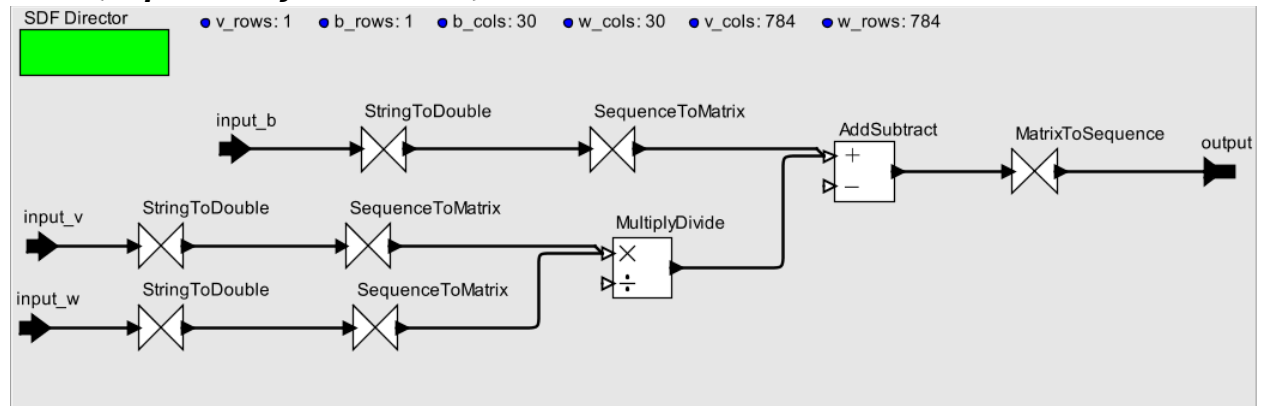 SDF Director
v_rows: 1 b_rows: 1 b_cols: 30 w_cols: 30 v_cols: 784 w_rows: 784
input_b
StringToDouble
SequenceToMatrix
AddSubtract
+
−
MatrixToSequence
output
input_v
StringToDouble
SequenceToMatrix
MultiplyDivide
×
÷
input_w
StringToDouble
SequenceToMatrix